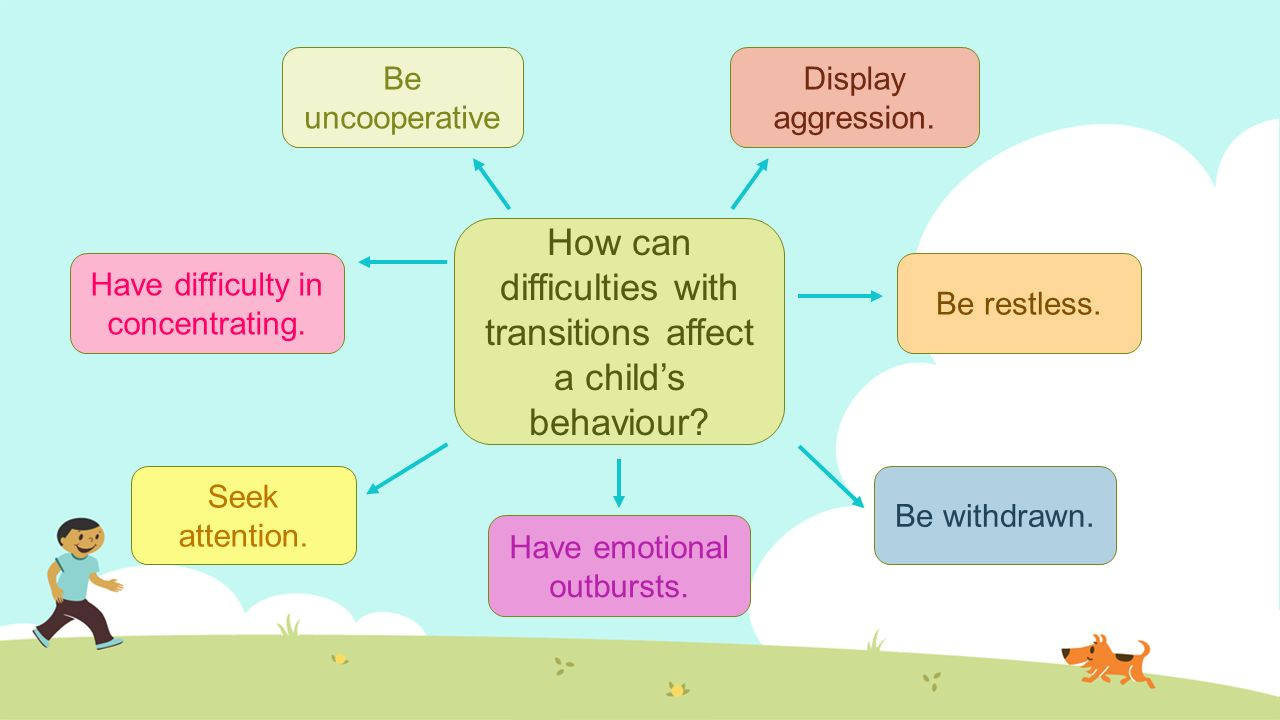 Be
uncooperative
Display
aggression.
How can
difficulties with
transitions affect
a child’s
behaviour?
Have difficulty in
concentrating.
Be restless.
Seek
attention.
Have emotional
outbursts.
Be withdrawn.